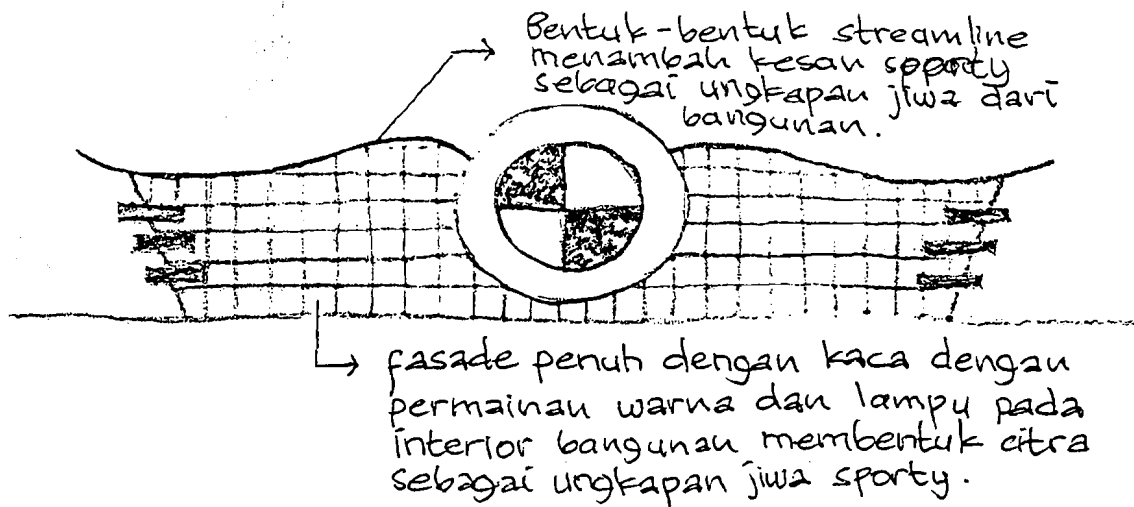 Bentuk-bentuk streamline
menambah kesan spporty
sebagai ungkapan jiwa dari
bangunan.
fasade penuh dengan kaca dengan
permainan warna dan lampu pada
interior bangunan membentuk citra
sebagai ungkapan jiwa sporty.